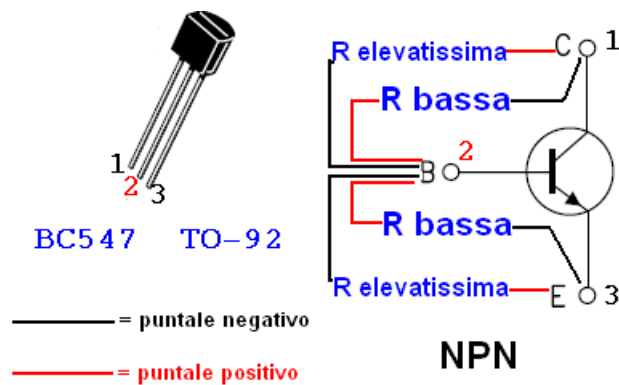 R elevatissima C 1
R bassa
B 2
1
2
3
R bassa
BC547 TO-92
R elevatissima E 3
= puntale negativo
NPN
= puntale positivo